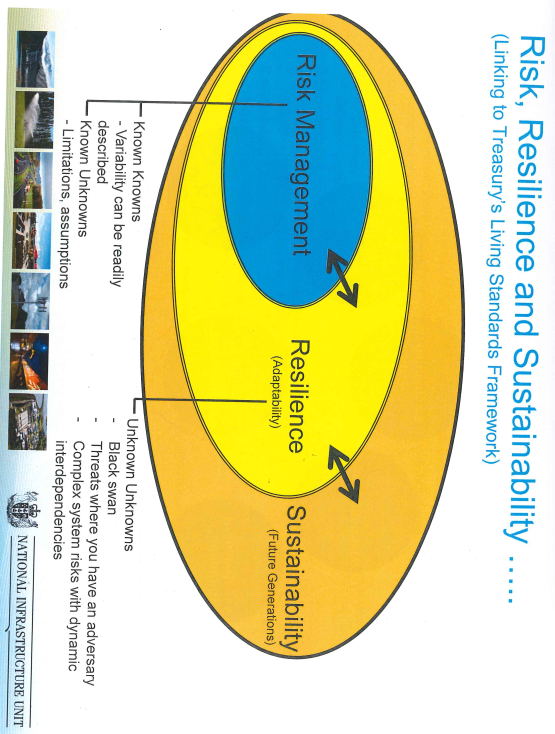 Risk, Resilience and Sustainability ......
(Linking to Treasury's Living Standards Framework)
Risk Management
Resilience
(Adaptability)
Sustainability
(Future Generations)
Known Knowns
- Variability can be readily
described
Known Unknowns
- Limitations, assumptions
Unknown Unknowns
- Black swan
- Threats where you have an adversary
- Complex system risks with dynamic
interdependencies
NATIONAL INFRASTRUCTURE UNIT